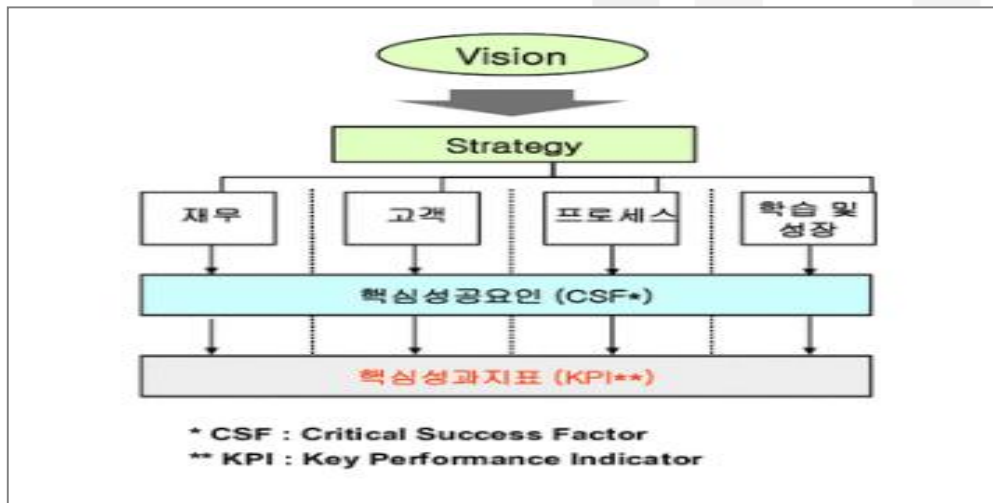 Vision
Strategy
재무
고객
프로세스
학습 및
성장
핵심성공요인 (CSF*)
핵심성과지표 (KPI**)
* CSF : Critical Success Factor
** KPI : Key Performance Indicator